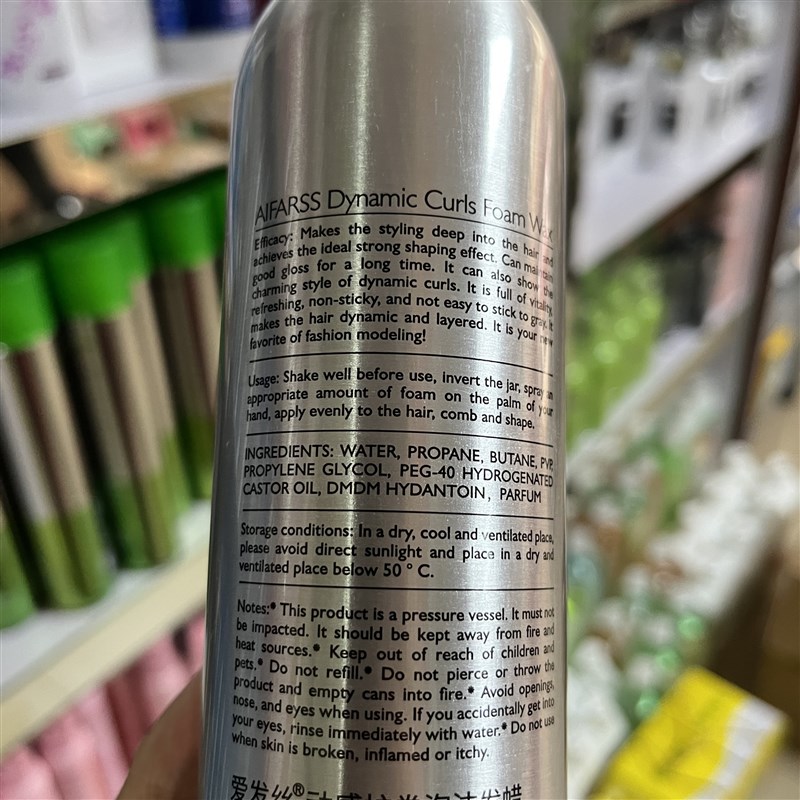 AIFARSS Dynamic Curls Foam Wax
Efficacy: Makes the styling deep into the hair and
achieves the ideal strong shaping effect. Can maintain
good gloss for a long time. It can also show the
charming style of dynamic curls. It is full of vitality,
refreshing, non-sticky, and not easy to stick to gray. It
makes the hair dynamic and layered. It is your new
favorite of fashion modeling!
Usage: Shake well before use, invert the jar, spray an
appropriate amount of foam on the palm of your
hand, apply evenly to the hair, comb and shape,
INGREDIENTS: WATER, PROPANE, BUTANE, PVP,
PROPYLENE GLYCOL, PEG-40 HYDROGENATED
CASTOR OIL, DMDM HYDANTOIN, PARFUM
Storage conditions: In a dry, cool and ventilated place,
please avoid direct sunlight and place in a dry and
ventilated place below 50 ° C.
Notes:• This product is a pressure vessel. It must not
be impacted. It should be kept away from fire and
heat sources.• Keep out of reach of children and
pets.• Do not refill.• Do not pierce or throw the
product and empty cans into fire.• Avoid openings,
nose, and eyes when using. If you accidentally get into
your eyes, rinse immediately with water.• Do not use
when skin is broken, inflamed or itchy.
爱发丝®动感卷泡沫发蜡